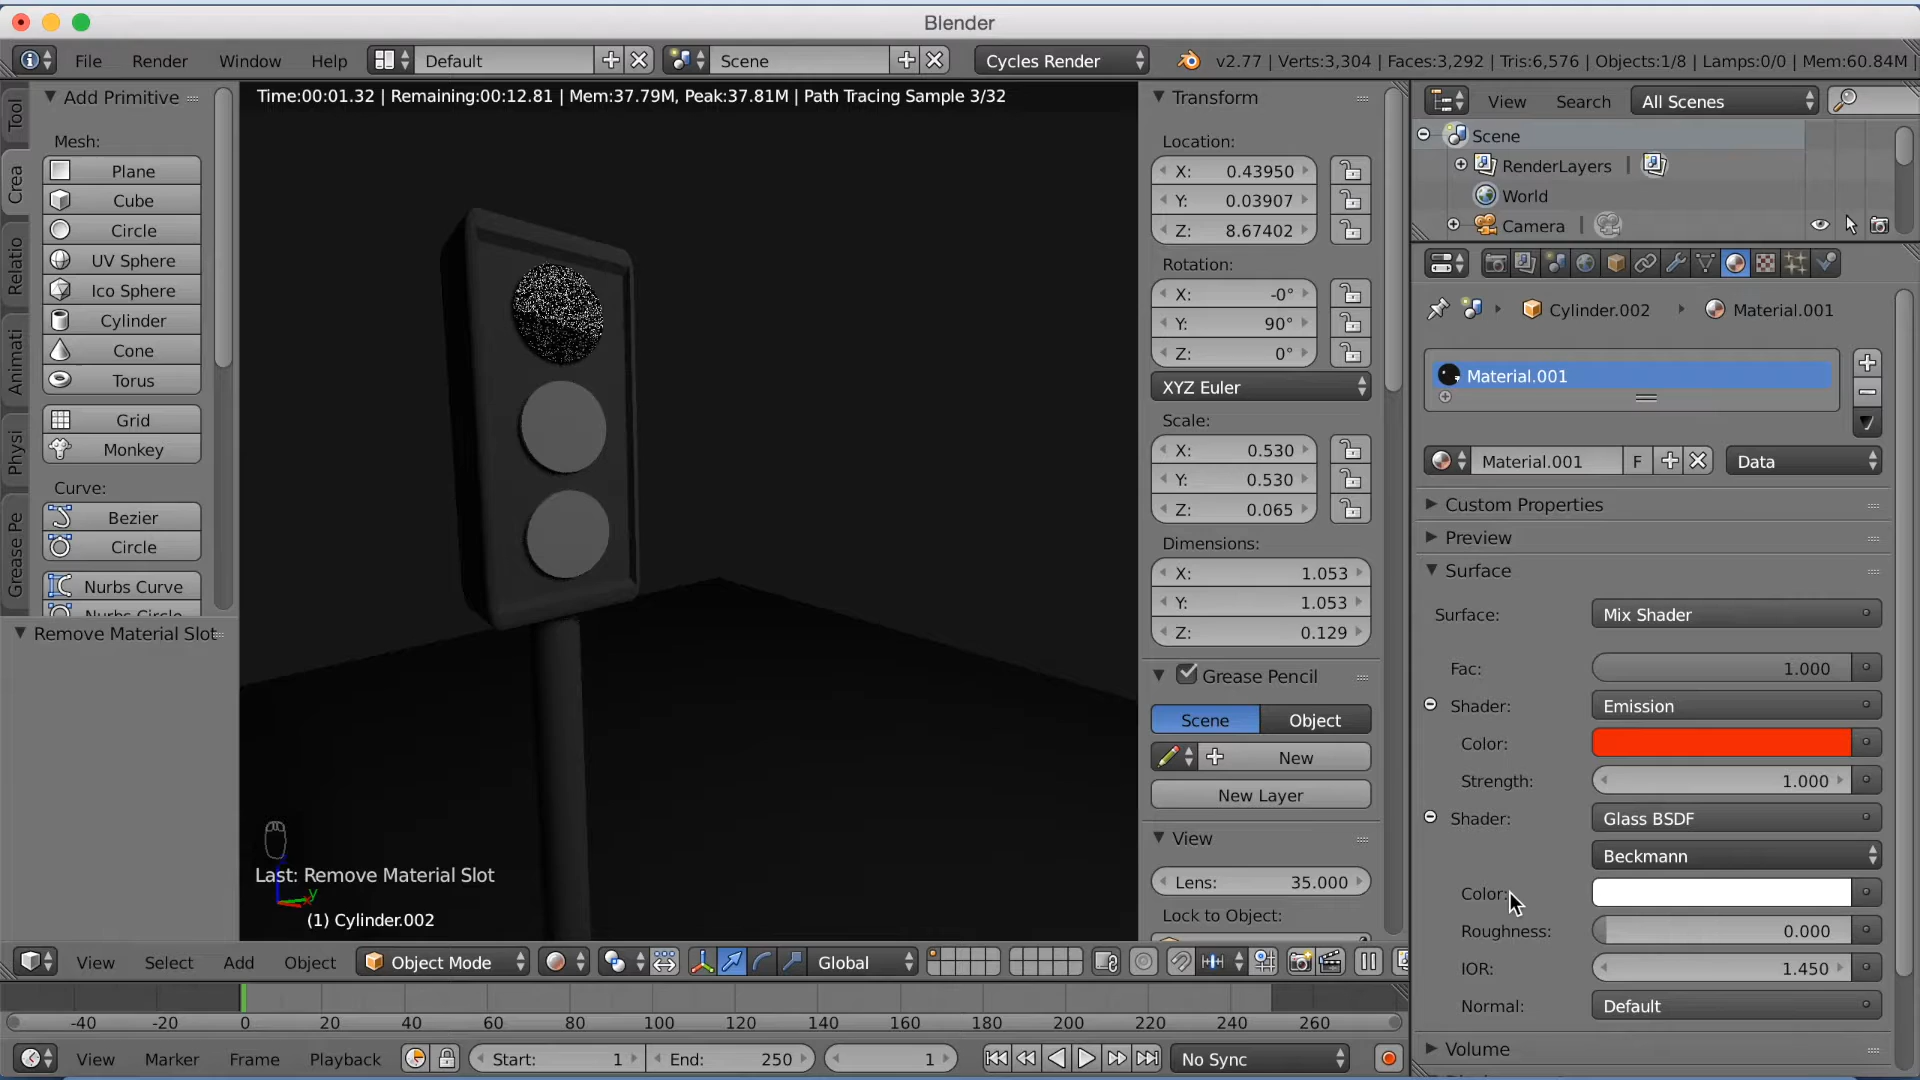 Blender
File Render Window Help Default Scene Cycles Render v2.77 | Verts:3,304 | Faces:3,292 | Tris:6,576 | Objects:1/8 | Lamps:0/0 | Mem:60.84M |
Tool
Crea
Relatio
Animati
Physi
Grease Pe
Add Primitive
Mesh:
Plane
Cube
Circle
UV Sphere
Ico Sphere
Cylinder
Cone
Torus
Grid
Monkey
Curve:
Bezier
Circle
Nurbs Curve
Nurbs Circle
Remove Material Slot
Time:00:01.32 | Remaining:00:12.81 | Mem:37.79M, Peak:37.81M | Path Tracing Sample 3/32
Last: Remove Material Slot
y
(1) Cylinder.002
Transform
Location:
X: 0.43950
Y: 0.03907
Z: 8.67402
Rotation:
X: -0°
Y: 90°
Z: 0°
XYZ Euler
Scale:
X: 0.530
Y: 0.530
Z: 0.065
Dimensions:
X: 1.053
Y: 1.053
Z: 0.129
Grease Pencil
Scene Object
New
New Layer
View
Lens: 35.000
Lock to Object:
View Search All Scenes
Scene
RenderLayers |
World
Camera |
Cylinder.002 Material.001
Material.001
Material.001 F Data
Custom Properties
Preview
Surface
Surface: Mix Shader
Fac: 1.000
Shader: Emission
Color:
Strength: 1.000
Shader: Glass BSDF
Beckmann
Color:
Roughness: 0.000
IOR: 1.450
Normal: Default
Volume
View Select Add Object Object Mode Global
-40 -20 0 20 40 60 80 100 120 140 160 180 200 220 240 260
View Marker Frame Playback Start: 1 End: 250 1 No Sync